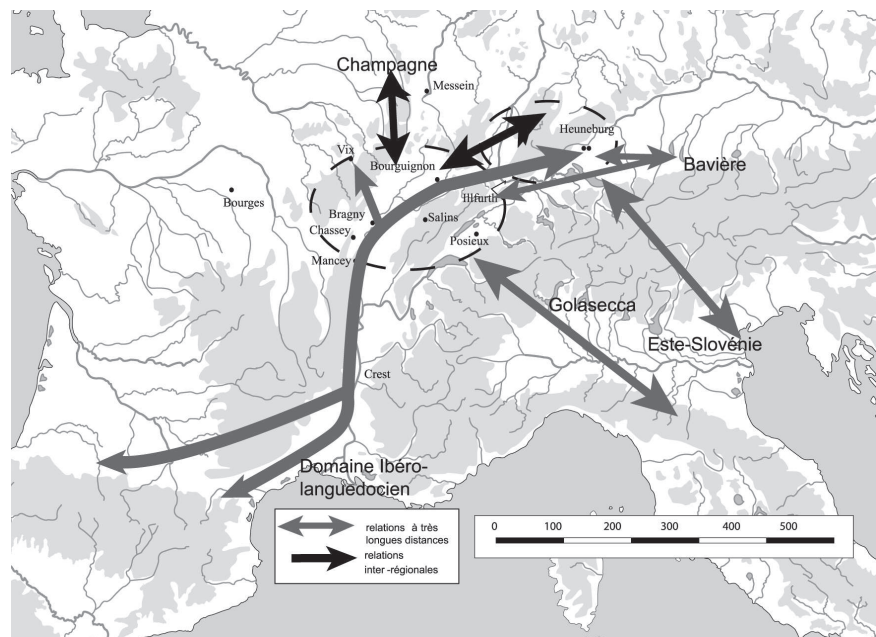 Champagne
Messein
Heuneburg
Vix
Bourguignon
Bavière
Illfurth
Bourges
Bragny
Salins
Chassey
Posieux
Mancey
Golasecca
Este-Slovénie
Crest
Domaine Ibéro-
languedocien
relations à très
longues distances
relations
inter-régionales
0 100 200 300 400 500